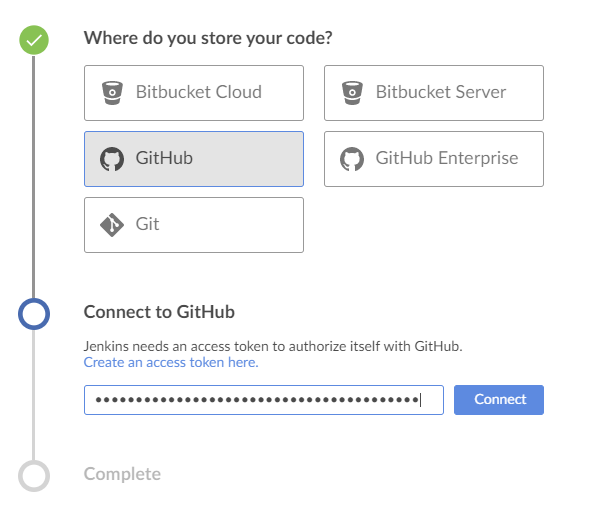 Where do you store your code?
Bitbucket Cloud
Bitbucket Server
GitHub
GitHub Enterprise
Git
Connect to GitHub
Jenkins needs an access token to authorize itself with GitHub.
Create an access token here.
••••••••••••••••••••••••••••••••••••••••
Connect
Complete